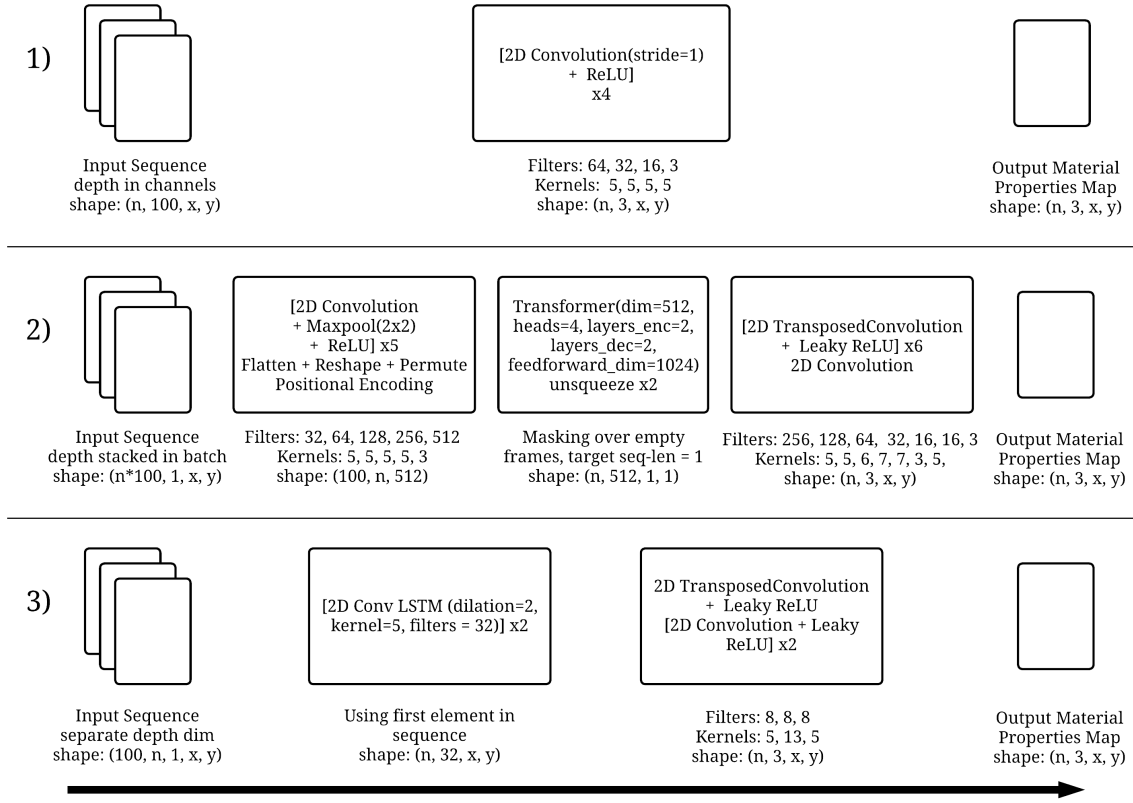 1)
[2D Convolution(stride=1)
+ ReLU]
x4
Input Sequence
depth in channels
shape: (n, 100, x, y)
Filters: 64, 32, 16, 3
Kernels: 5, 5, 5, 5
shape: (n, 3, x, y)
Output Material
Properties Map
shape: (n, 3, x, y)
2)
[2D Convolution
+ Maxpool(2x2)
+ ReLU] x5
Flatten + Reshape + Permute
Positional Encoding
Transformer(dim=512,
heads=4, layers_enc=2,
layers_dec=2,
feedforward_dim=1024)
unsqueeze x2
[2D TransposedConvolution
+ Leaky ReLU] x6
2D Convolution
Input Sequence
depth stacked in batch
shape: (n*100, 1, x, y)
Filters: 32, 64, 128, 256, 512
Kernels: 5, 5, 5, 5, 3
shape: (100, n, 512)
Masking over empty
frames, target seq-len = 1
shape: (n, 512, 1, 1)
Filters: 256, 128, 64, 32, 16, 16, 3
Kernels: 5, 5, 6, 7, 7, 3, 5,
shape: (n, 3, x, y)
Output Material
Properties Map
shape: (n, 3, x, y)
3)
[2D Conv LSTM (dilation=2,
kernel=5, filters = 32)] x2
2D TransposedConvolution
+ Leaky ReLU
[2D Convolution + Leaky
ReLU] x2
Input Sequence
separate depth dim
shape: (100, n, 1, x, y)
Using first element in
sequence
shape: (n, 32, x, y)
Filters: 8, 8, 8
Kernels: 5, 13, 5
shape: (n, 3, x, y)
Output Material
Properties Map
shape: (n, 3, x, y)